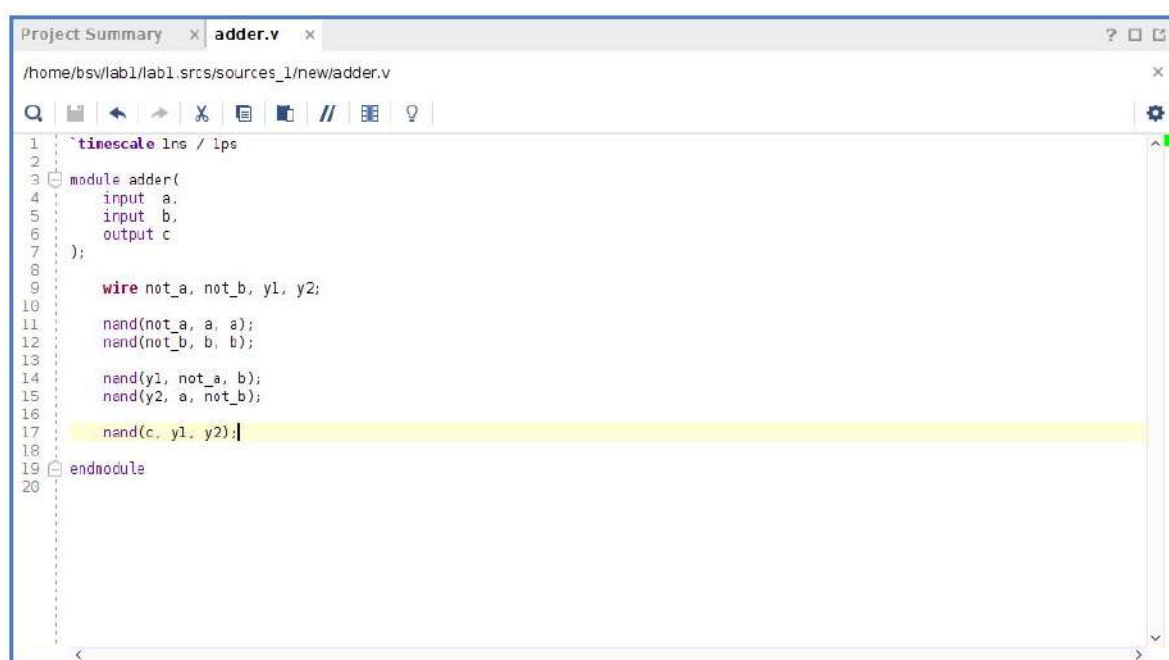 Project Summary × adder.v ×
? 
/home/bsv/lab1/lab1.srcs/sources_1/new/adder.v ×
1 `timescale 1ns / 1ps
2
3 module adder(
4 input a,
5 input b,
6 output c
7 );
8
9 wire not_a, not_b, y1, y2;
10
11 nand(not_a, a, a);
12 nand(not_b, b, b);
13
14 nand(y1, not_a, b);
15 nand(y2, a, not_b);
16
17 nand(c, y1, y2);
18
19 endmodule
20